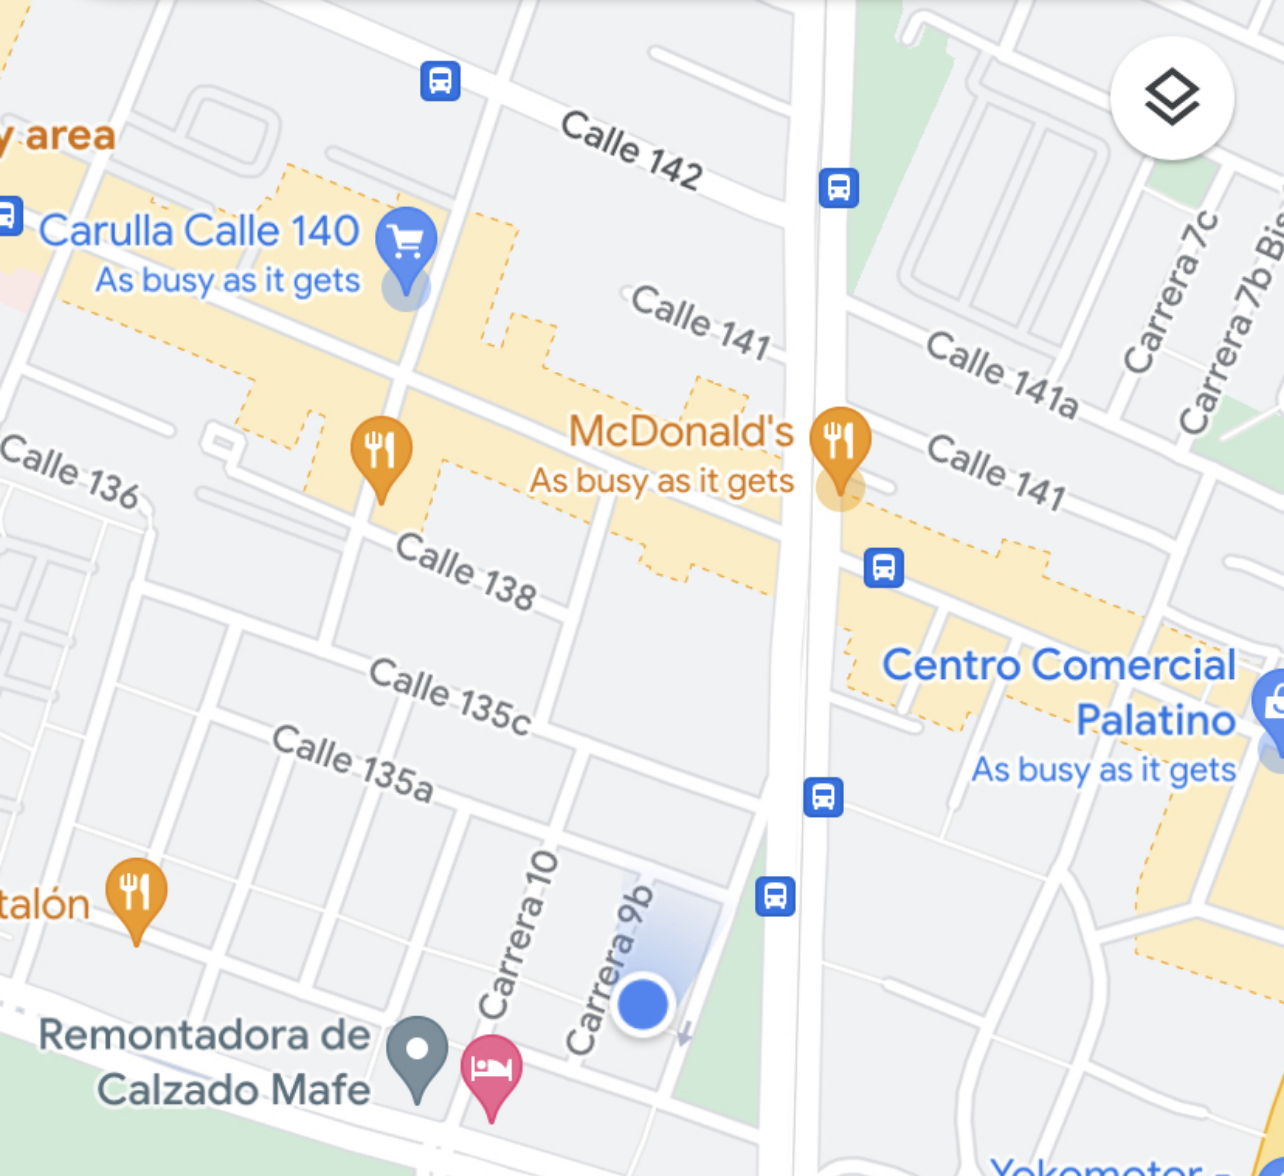 Calle 142
y area
Carulla Calle 140
As busy as it gets
Carrera 7c
Carrera 7b Bis
Calle 141
Calle 141a
McDonald's
As busy as it gets
Calle 141
Calle 136
Calle 138
Centro Comercial
Palatino
As busy as it gets
Calle 135c
Calle 135a
Carrera 10
Carrera 9b
talón
Remontadora de
Calzado Mafe
Yokomotor -